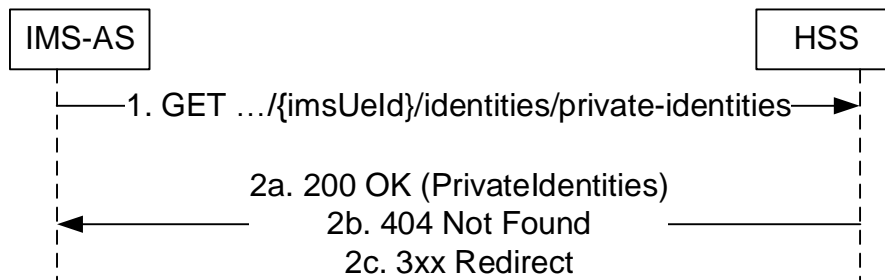 IMS-AS
HSS
1. GET …/{imsUeId}/identities/private-identities
2a. 200 OK (PrivateIdentities)
2b. 404 Not Found
2c. 3xx Redirect